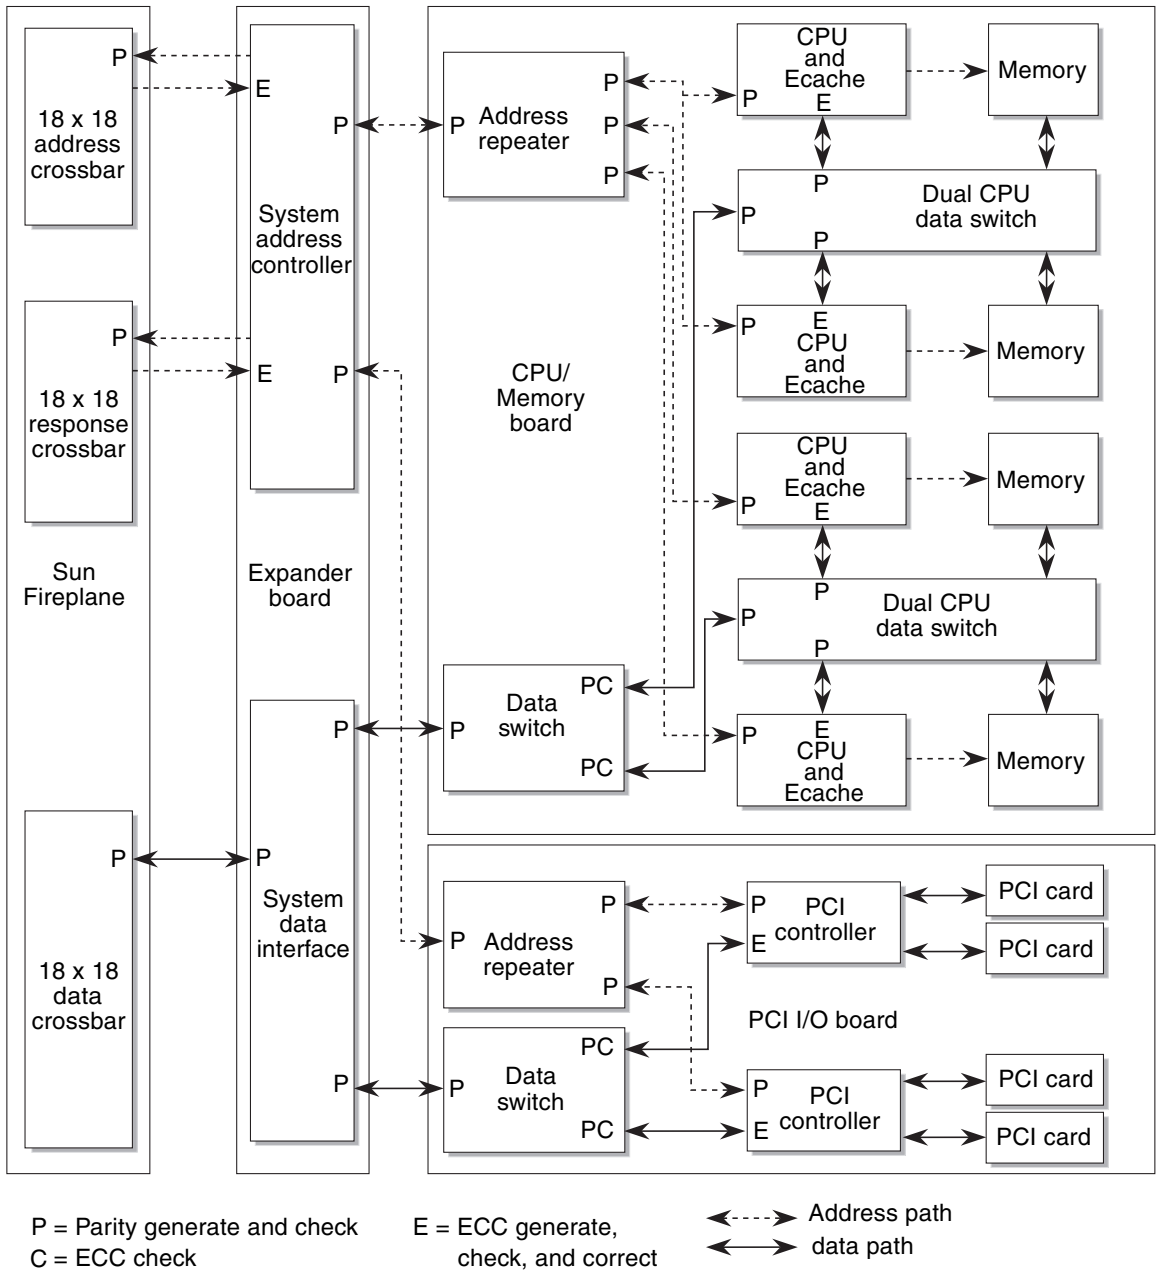 P
18 x 18
address
crossbar
P
18 x 18
response
crossbar
Sun
Fireplane
P
18 x 18
data
crossbar
E
P
System
address
controller
E
P
Expander
board
P
P
System
data
interface
P
P
Address
repeater
P
P
P
CPU/
Memory
board
P
Data
switch
PC
PC
CPU
and
Ecache
P
E
Memory
P
Dual CPU
data switch
P
P
P
E
CPU
and
Ecache
Memory
CPU
and
Ecache
P
E
Memory
P
Dual CPU
data switch
P
P
P
E
CPU
and
Ecache
Memory
P
Address
repeater
P
P
P
Data
switch
PC
PC
P
E
PCI
controller
PCI card
PCI card
PCI I/O board
P
E
PCI
controller
PCI card
PCI card
P = Parity generate and check
C = ECC check
E = ECC generate,
check, and correct
Address path
data path